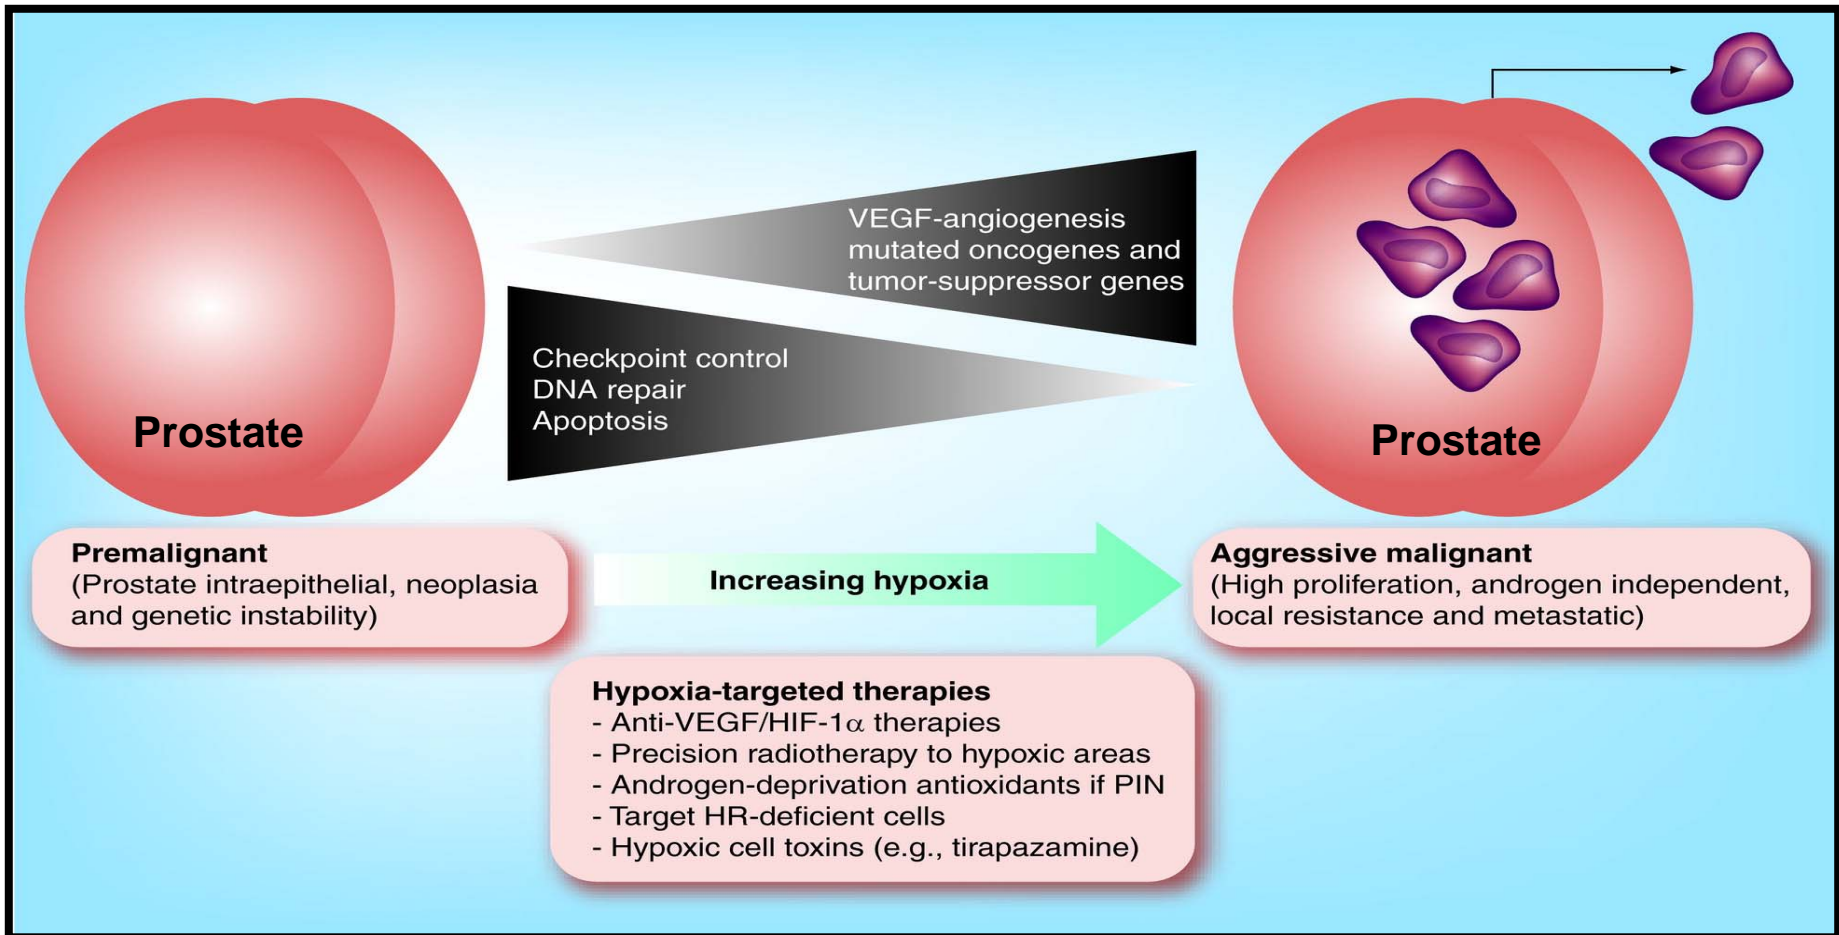 VEGF-angiogenesis
mutated oncogenes and
tumor-suppressor genes
Checkpoint control
DNA repair
Apoptosis
Prostate
Prostate
Premalignant
(Prostate intraepithelial, neoplasia
and genetic instability)
Increasing hypoxia
Aggressive malignant
(High proliferation, androgen independent,
local resistance and metastatic)
Hypoxia-targeted therapies
- Anti-VEGF/HIF-1α therapies
- Precision radiotherapy to hypoxic areas
- Androgen-deprivation antioxidants if PIN
- Target HR-deficient cells
- Hypoxic cell toxins (e.g., tirapazamine)